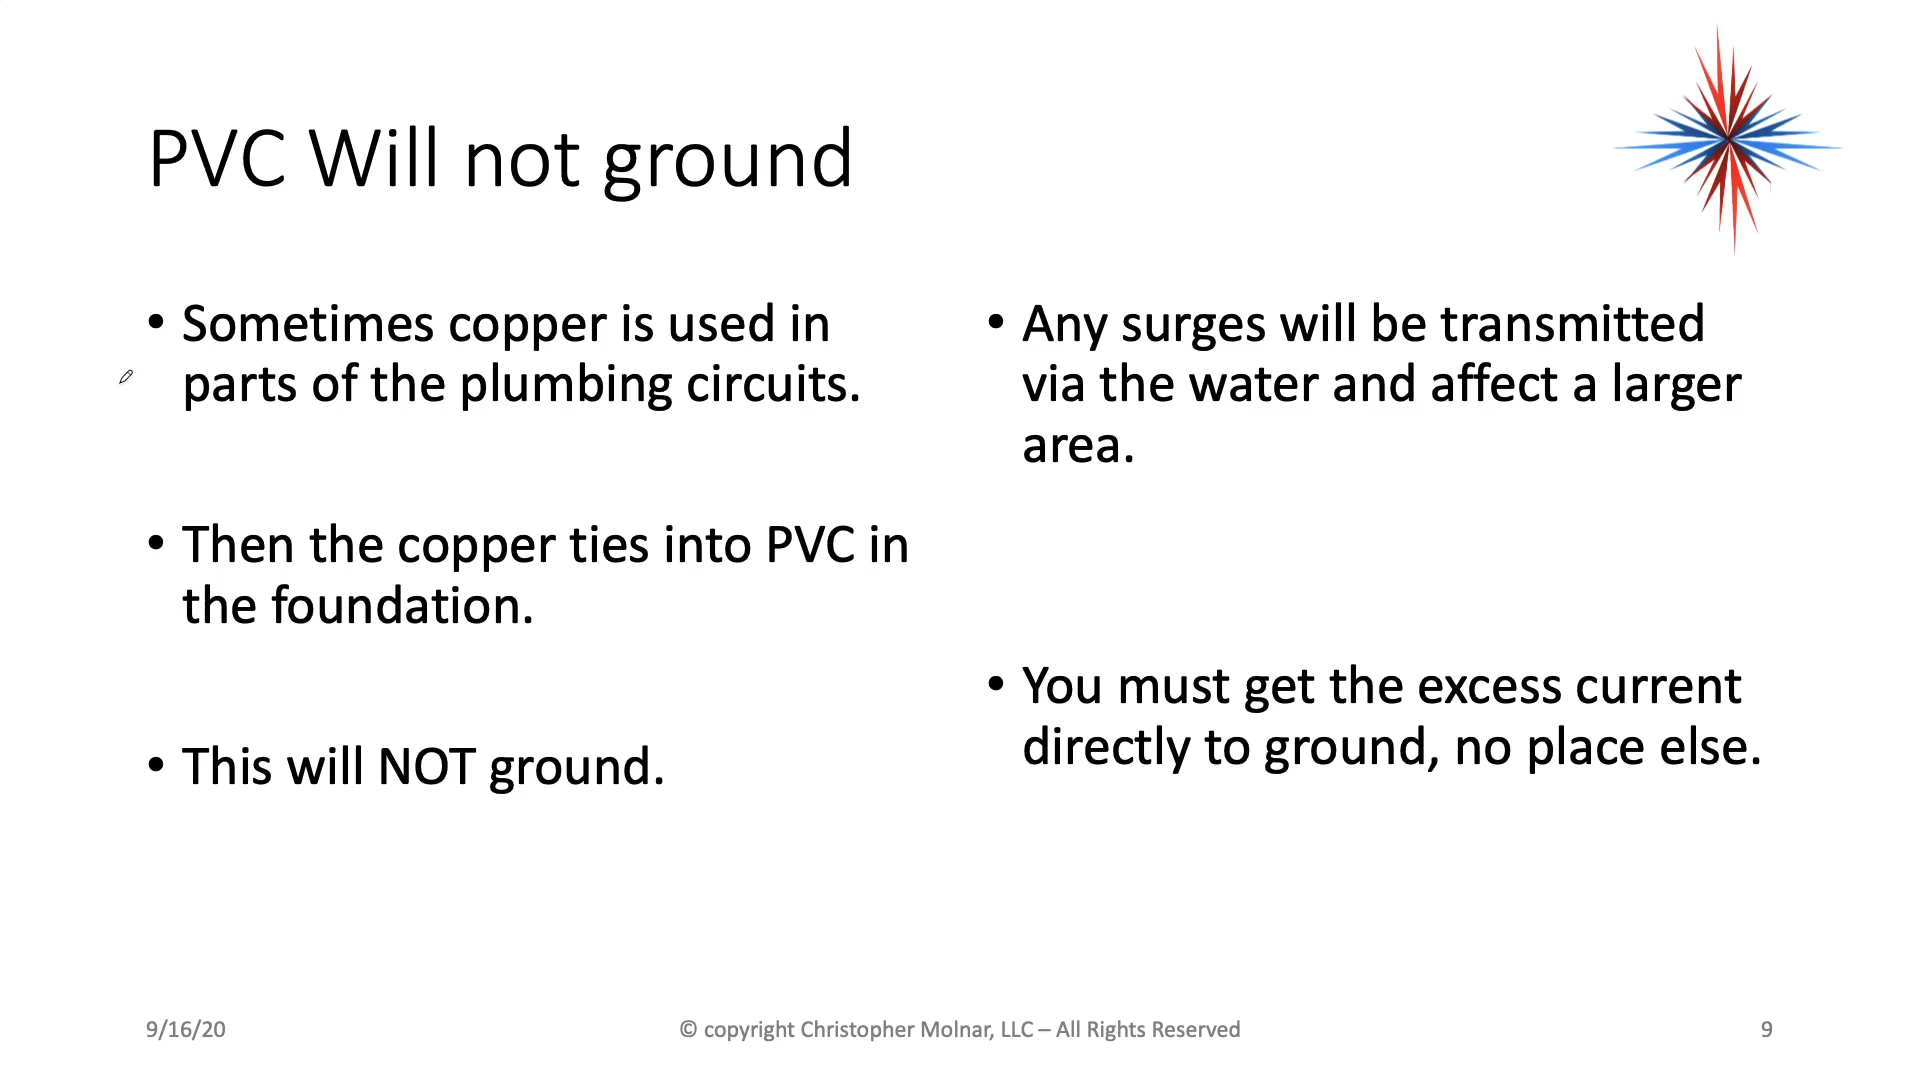 PVC Will not ground
• Sometimes copper is used in
parts of the plumbing circuits.
• Then the copper ties into PVC in
the foundation.
• This will NOT ground.
• Any surges will be transmitted
via the water and affect a larger
area.
• You must get the excess current
directly to ground, no place else.
9/16/20
© copyright Christopher Molnar, LLC – All Rights Reserved
9